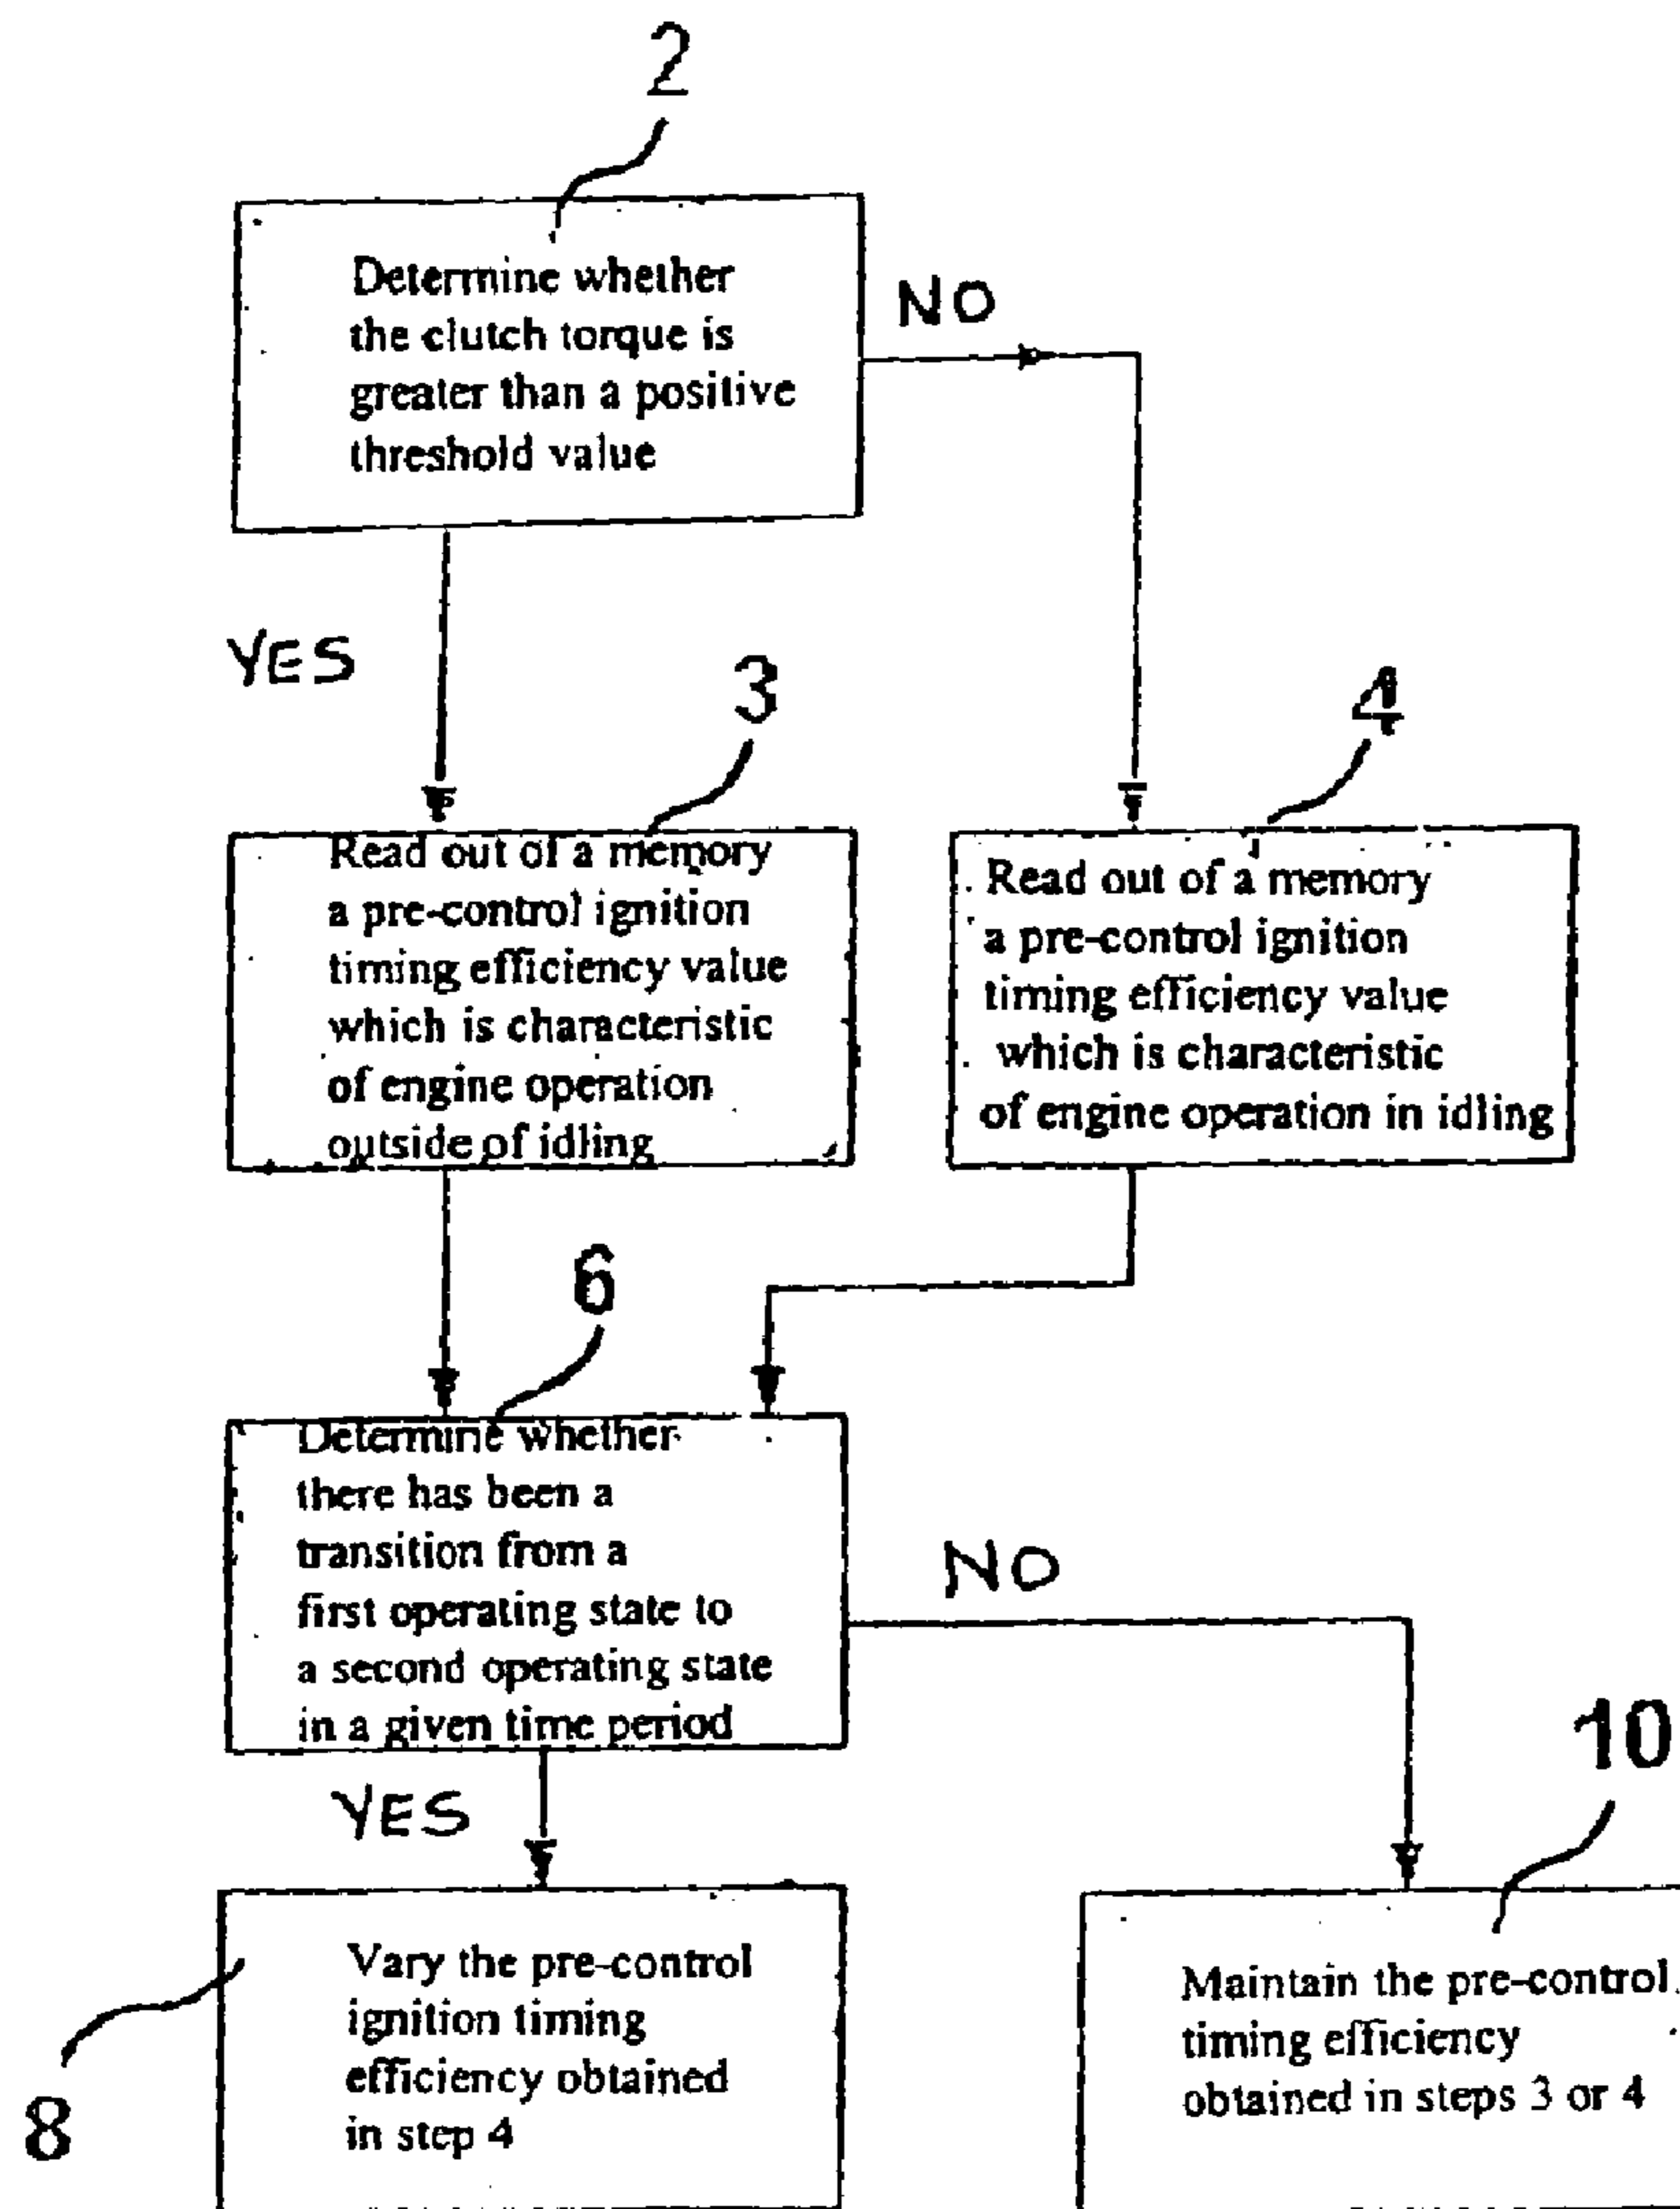 2
Determine whether
the clutch torque is
greater than a positive
threshold value
NO
YES
3
4
Read out of a memory
a pre-control ignition
timing efficiency value
which is characteristic
of engine operation
outside of idling
Read out of a memory
a pre-control ignition
timing efficiency value
which is characteristic
of engine operation in idling
6
Determine whether
there has been a
transition from a
first operating state to
a second operating state
in a given time period
NO
YES
10
Vary the pre-control
ignition timing
efficiency obtained
in step 4
8
Maintain the pre-control
timing efficiency
obtained in steps 3 or 4